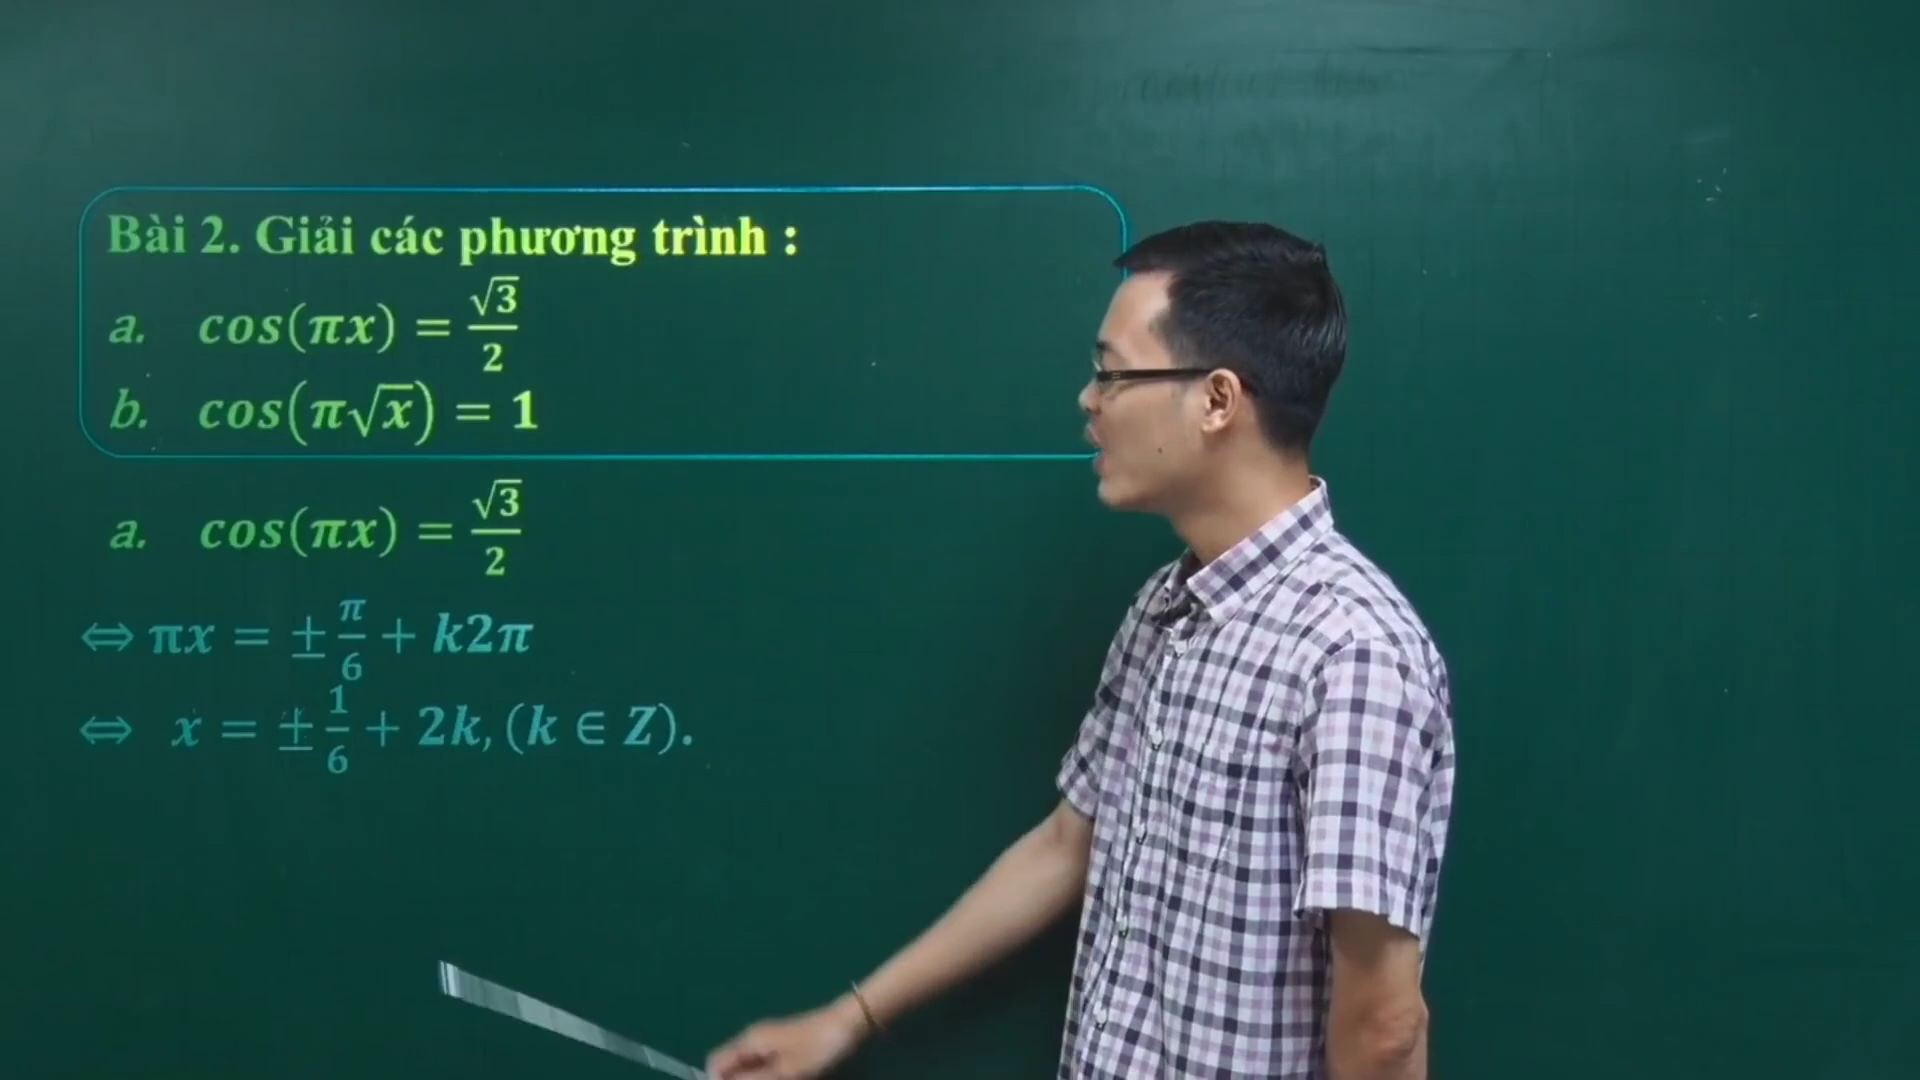 Bài 2. Giải các phương trình :
a. cos(πx) = √3/2
b. cos(π√x) = 1
a. cos(πx) = √3/2
⇔ πx = ± π/6 + k2π
⇔ x = ± 1/6 + 2k, (k ∈ Z).